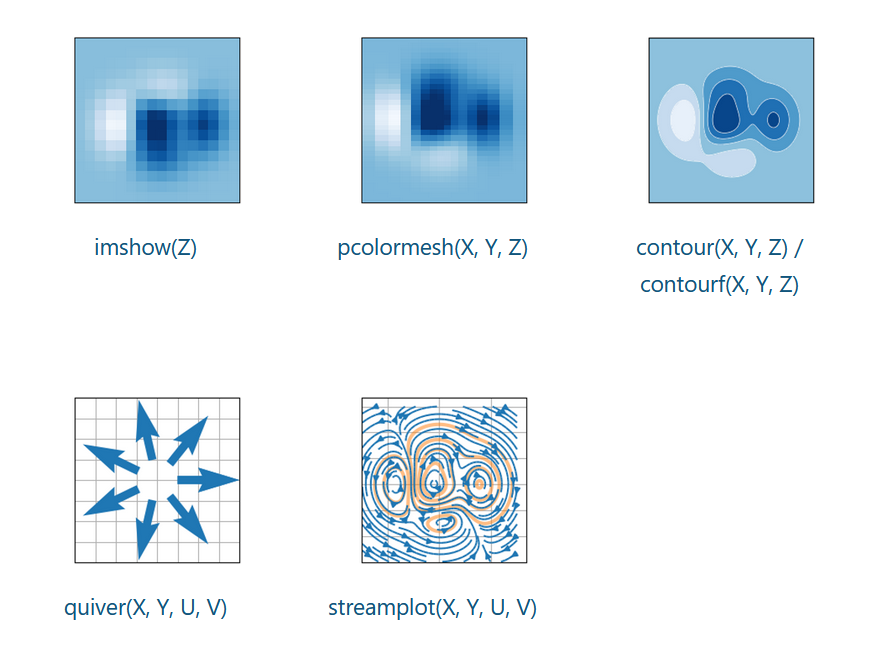 imshow(Z)
pcolormesh(X, Y, Z)
contour(X, Y, Z) /
contourf(X, Y, Z)
quiver(X, Y, U, V)
streamplot(X, Y, U, V)